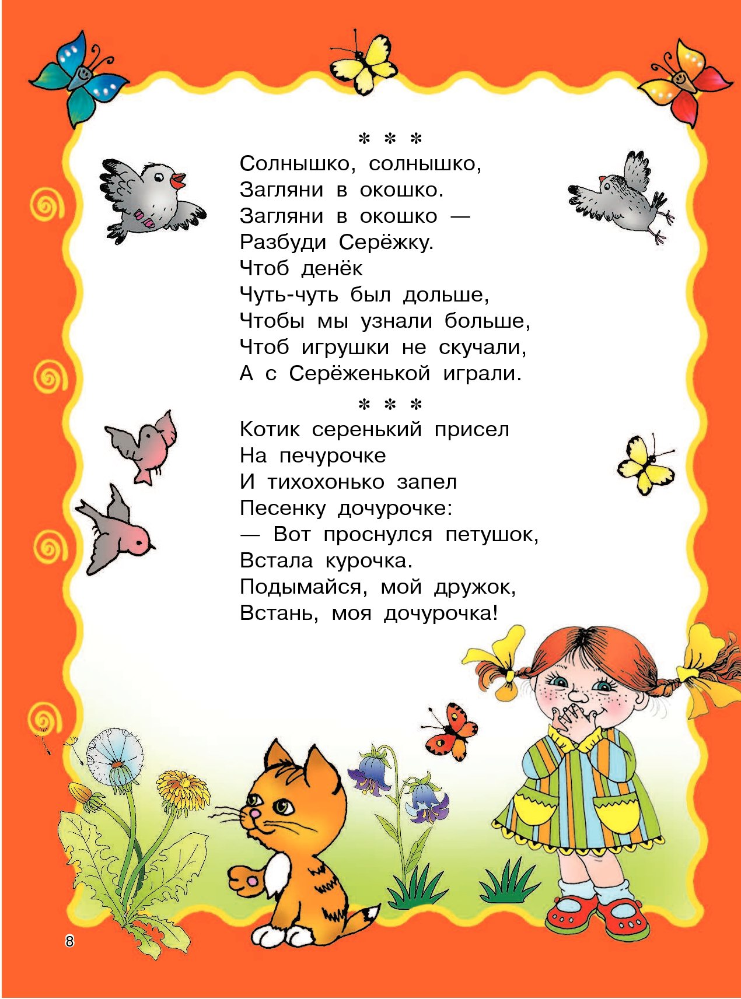 * * *
Солнышко, солнышко,
Загляни в окошко.
Загляни в окошко —
Разбуди Серёжку.
Чтоб денёк
Чуть-чуть был дольше,
Чтобы мы узнали больше,
Чтоб игрушки не скучали,
А с Серёженькой играли.
* * *
Котик серенький присел
На печурочке
И тихохонько запел
Песенку дочурочке:
— Вот проснулся петушок,
Встала курочка.
Подымайся, мой дружок,
Встань, моя дочурочка!
8